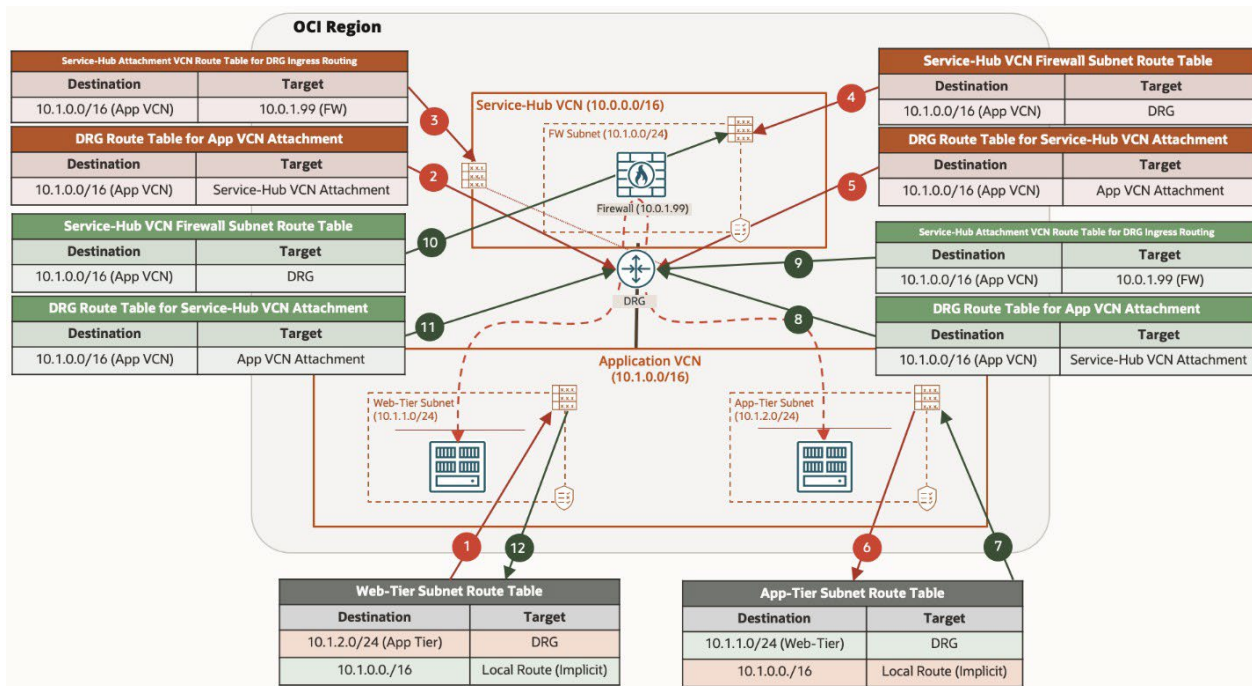 OCI Region
Service-Hub Attachment VCN Route Table for DRG Ingress Routing
Destination Target
10.1.0.0/16 (App VCN) 10.0.1.99 (FW)
DRG Route Table for App VCN Attachment
Destination Target
10.1.0.0/16 (App VCN) Service-Hub VCN Attachment
Service-Hub VCN Firewall Subnet Route Table
Destination Target
10.1.0.0/16 (App VCN) DRG
DRG Route Table for Service-Hub VCN Attachment
Destination Target
10.1.0.0/16 (App VCN) App VCN Attachment
3
2
10
11
Service-Hub VCN (10.0.0.0/16)
FW Subnet (10.1.0.0/24)
Firewall (10.0.1.99)
DRG
4
5
9
8
Service-Hub VCN Firewall Subnet Route Table
Destination Target
10.1.0.0/16 (App VCN) DRG
DRG Route Table for Service-Hub VCN Attachment
Destination Target
10.1.0.0/16 (App VCN) App VCN Attachment
Service-Hub Attachment VCN Route Table for DRG Ingress Routing
Destination Target
10.1.0.0/16 (App VCN) 10.0.1.99 (FW)
DRG Route Table for App VCN Attachment
Destination Target
10.1.0.0/16 (App VCN) Service-Hub VCN Attachment
Application VCN
(10.1.0.0/16)
Web-Tier Subnet
(10.1.1.0/24)
App-Tier Subnet
(10.1.2.0/24)
1
12
6
7
Web-Tier Subnet Route Table
Destination Target
10.1.2.0/24 (App Tier) DRG
10.1.0.0./16 Local Route (Implicit)
App-Tier Subnet Route Table
Destination Target
10.1.1.0/24 (Web-Tier) DRG
10.1.0.0./16 Local Route (Implicit)